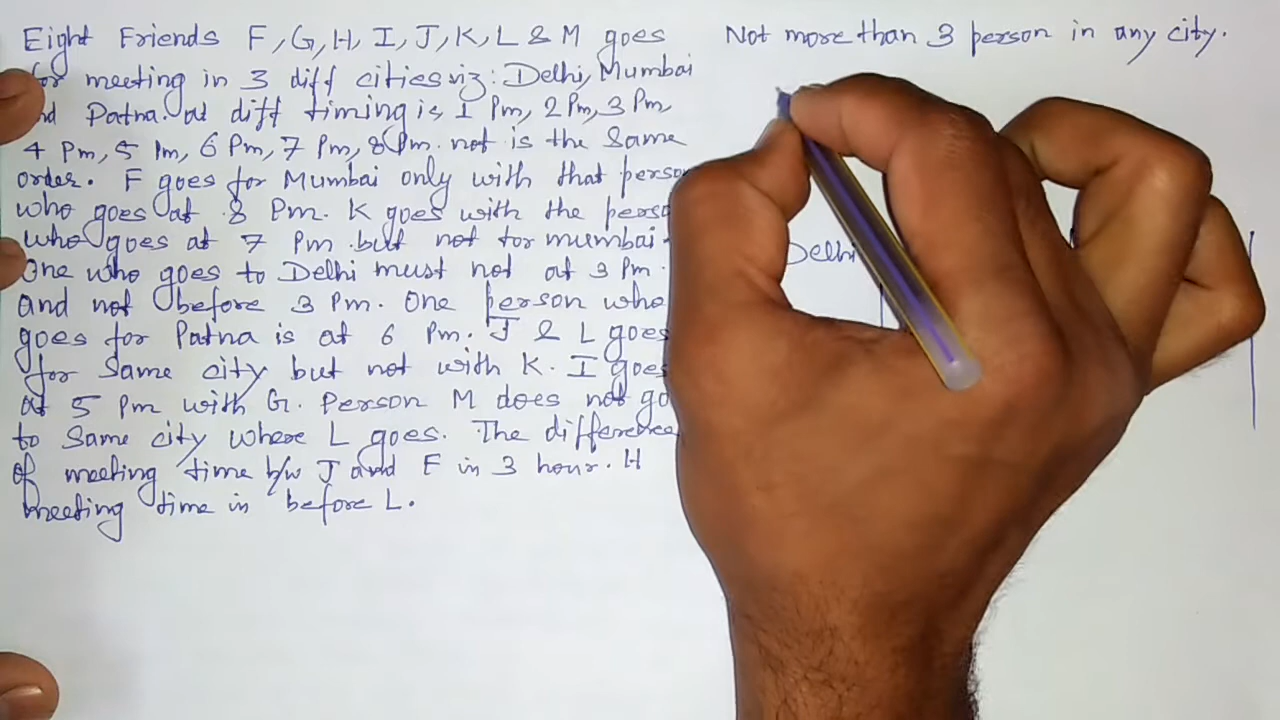 Eight Friends F, G, H, I, J, K, L & M goes
for meeting in 3 diff cities viz: Delhi, Mumbai
nd Patna. at diff timing is 1 Pm, 2 Pm, 3 Pm
4 Pm, 5 Pm, 6 Pm, 7 Pm, 8 Pm. not is the same
order. F goes for Mumbai only with that person
who goes at 8 Pm. K goes with the perso
who goes at 7 Pm but not for mumbai.
One who goes to Delhi must not at 3 Pm.
and not before 3 Pm. One person who
goes for Patna is at 6 Pm. J & L goes
for Same city but not with K. I goes
at 5 Pm with G. Person M does not go
to Same city where L goes. The difference
of meeting time b/w J and F in 3 hour. H
meeting time in before L.
Not more than 3 person in any city.
Delhi